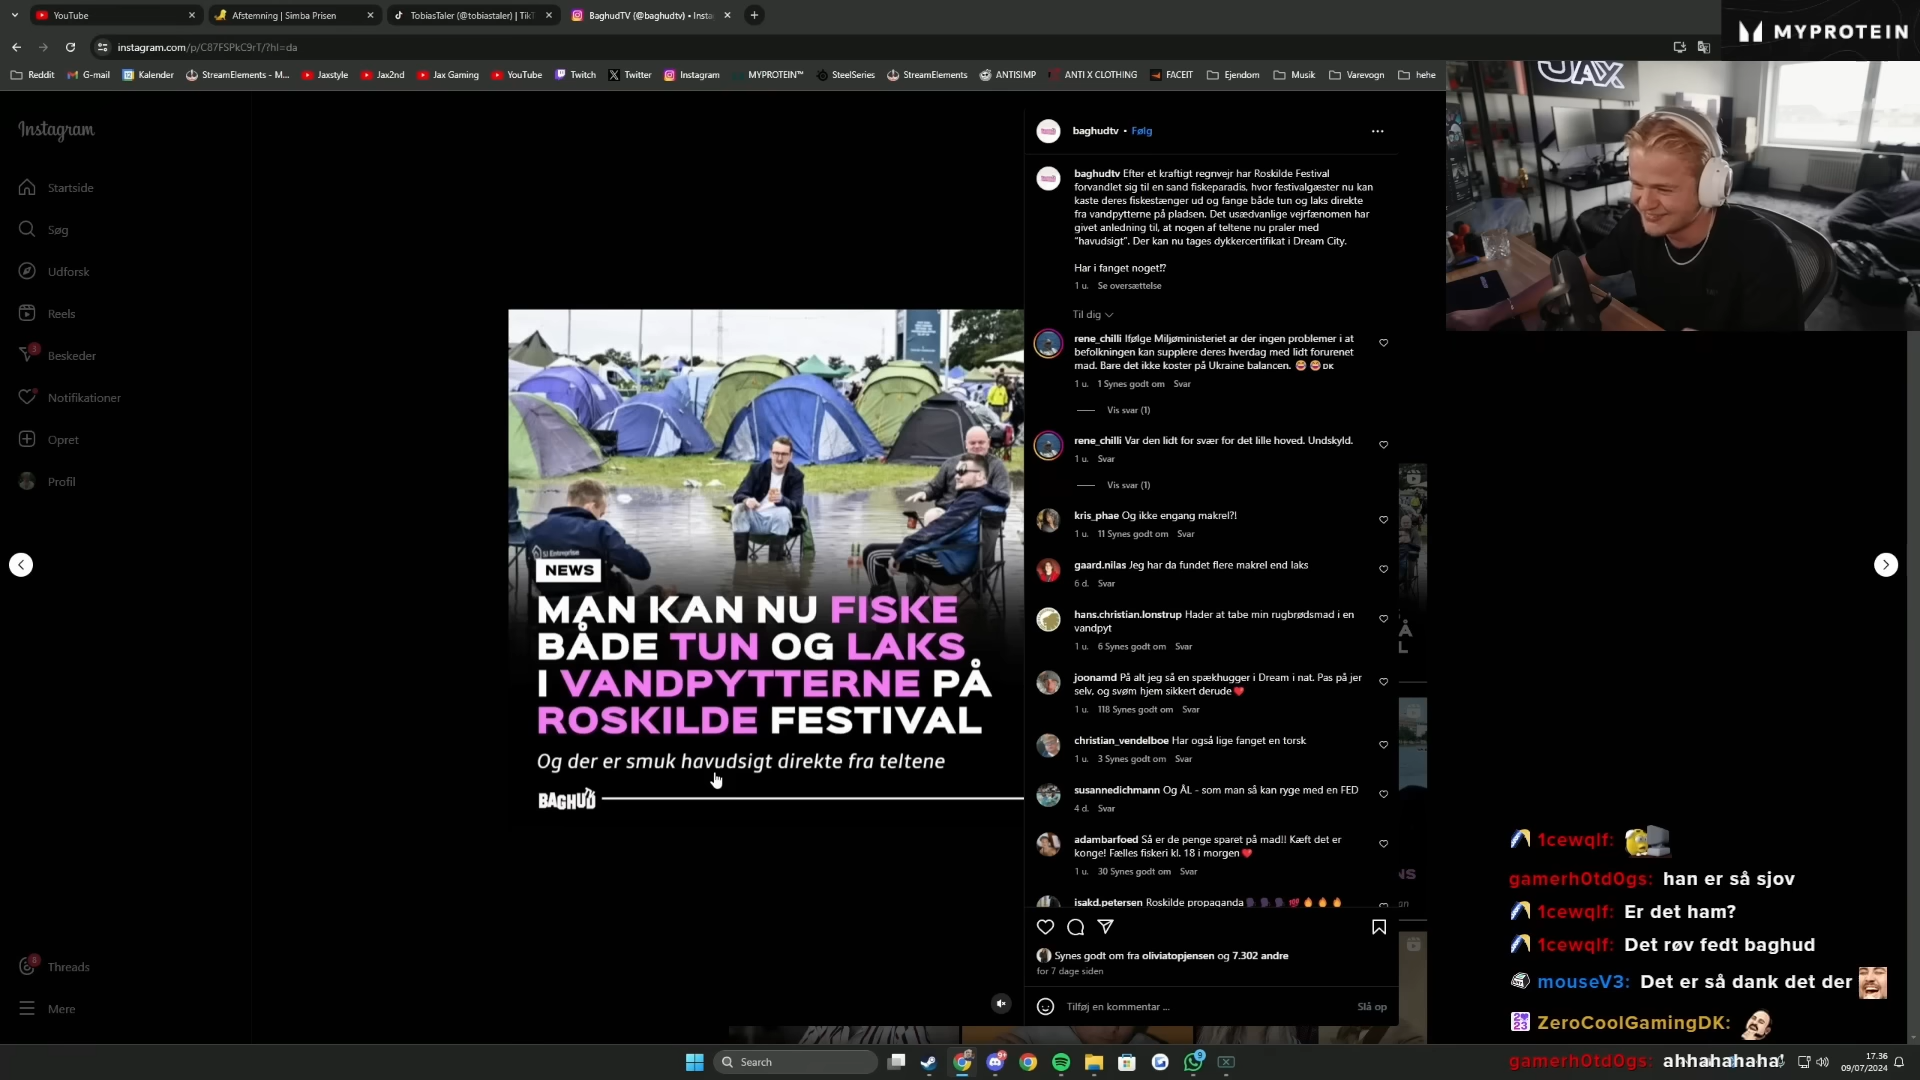 YouTube
Afstemning | Simba Prisen
TobiasTaler (@tobiastaler) | TikT
BaghudTV (@baghudtv) • Insta
MYPROTEIN
instagram.com/p/C87FSPkC9rT/?hl=da
Reddit
G-mail
Kalender
StreamElements - M...
Jaxstyle
Jax2nd
Jax Gaming
YouTube
Twitch
Twitter
Instagram
MYPROTEIN™
SteelSeries
StreamElements
ANTISIMP
ANTI X CLOTHING
FACEIT
Ejendom
Musik
Varevogn
hehe
JAX
Instagram
Startside
Søg
Udforsk
Reels
3
Beskeder
Notifikationer
Opret
Profil
6
Threads
Mere
SJ Entreprise
NEWS
MAN KAN NU FISKE
BÅDE TUN OG LAKS
I VANDPYTTERNE PÅ
ROSKILDE FESTIVAL
Og der er smuk havudsigt direkte fra teltene
BAGHUD
baghudtv • Følg
baghudtv Efter et kraftigt regnvejr har Roskilde Festival
forvandlet sig til en sand fiskeparadis, hvor festivalgæster nu kan
kaste deres fiskestænger ud og fange både tun og laks direkte
fra vandpytterne på pladsen. Det usædvanlige vejrfænomen har
givet anledning til, at nogen af teltene nu praler med
"havudsigt". Der kan nu tages dykkercertifikat i Dream City.
Har i fanget noget!?
1 u. Se oversættelse
Til dig
rene_chilli Ifølge Miljøministeriet ar der ingen problemer i at
befolkningen kan supplere deres hverdag med lidt forurenet
mad. Bare det ikke koster på Ukraine balancen. 😂 😂 DK
1 u. 1 Synes godt om Svar
Vis svar (1)
rene_chilli Var den lidt for svær for det lille hoved. Undskyld.
1 u. Svar
Vis svar (1)
kris_phae Og ikke engang makrel?!
1 u. 11 Synes godt om Svar
gaard.nilas Jeg har da fundet flere makrel end laks
6 d. Svar
hans.christian.lonstrup Hader at tabe min rugbrødsmad i en
vandpyt
1 u. 6 Synes godt om Svar
joonamd På alt jeg så en spækhugger i Dream i nat. Pas på jer
selv, og svøm hjem sikkert derude❤️
1 u. 118 Synes godt om Svar
christian_vendelboe Har også lige fanget en torsk
1 u. 3 Synes godt om Svar
susannedichmann Og ÅL - som man så kan ryge med en FED
4 d. Svar
adambarfoed Så er de penge sparet på mad!! Kæft det er
konge! Fælles fiskeri kl. 18 i morgen❤️
1 u. 30 Synes godt om Svar
isakd.petersen Roskilde propaganda
Synes godt om fra oliviatopjensen og 7.302 andre
for 7 dage siden
Tilføj en kommentar ...
Slå op
Å
L
NS
an
1cewqlf:
gamerh0td0gs: han er så sjov
1cewqlf: Er det ham?
1cewqlf: Det røv fedt baghud
mouseV3: Det er så dank det der
ZeroCoolGamingDK:
gamerh0td0gs: ahhahahaha
Search
17.36
09/07/2024